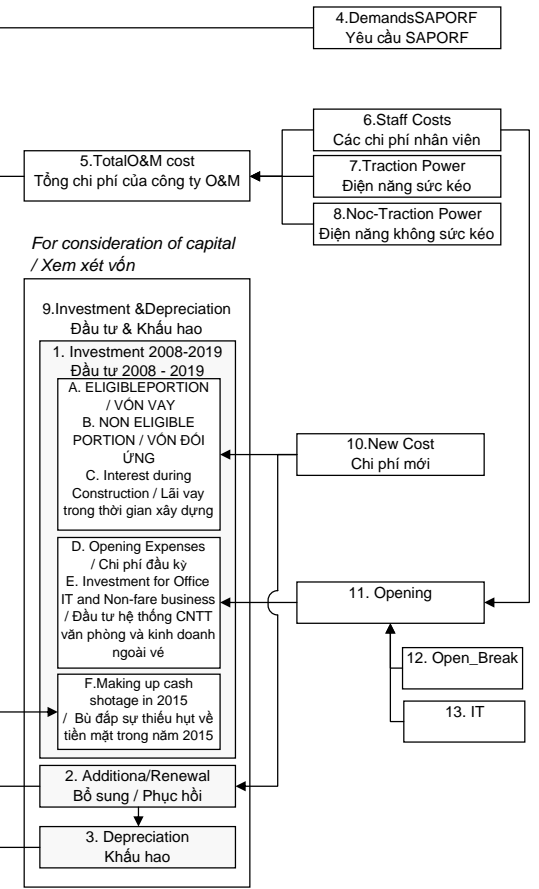 4.DemandsSAPORF
Yêu cầu SAPORF
6.Staff Costs
Các chi phí nhân viên
5.TotalO&M cost
Tổng chi phí của công ty O&M
7.Traction Power
Điện năng sức kéo
8.Noc-Traction Power
Điện năng không sức kéo
For consideration of capital
/ Xem xét vốn
9.Investment &Depreciation
Đầu tư & Khấu hao
1. Investment 2008-2019
Đầu tư 2008 - 2019
A. ELIGIBLEPORTION
/ VỐN VAY
B. NON ELIGIBLE
PORTION / VỐN ĐỐI
ỨNG
C. Interest during
Construction / Lãi vay
trong thời gian xây dựng
10.New Cost
Chi phí mới
D. Opening Expenses
/ Chi phí đầu kỳ
E. Investment for Office
IT and Non-fare business
/ Đầu tư hệ thống CNTT
văn phòng và kinh doanh
ngoài vé
11. Opening
12. Open_Break
13. IT
F.Making up cash
shotage in 2015
/ Bù đắp sự thiếu hụt về
tiền mặt trong năm 2015
2. Additiona/Renewal
Bổ sung / Phục hồi
3. Depreciation
Khấu hao